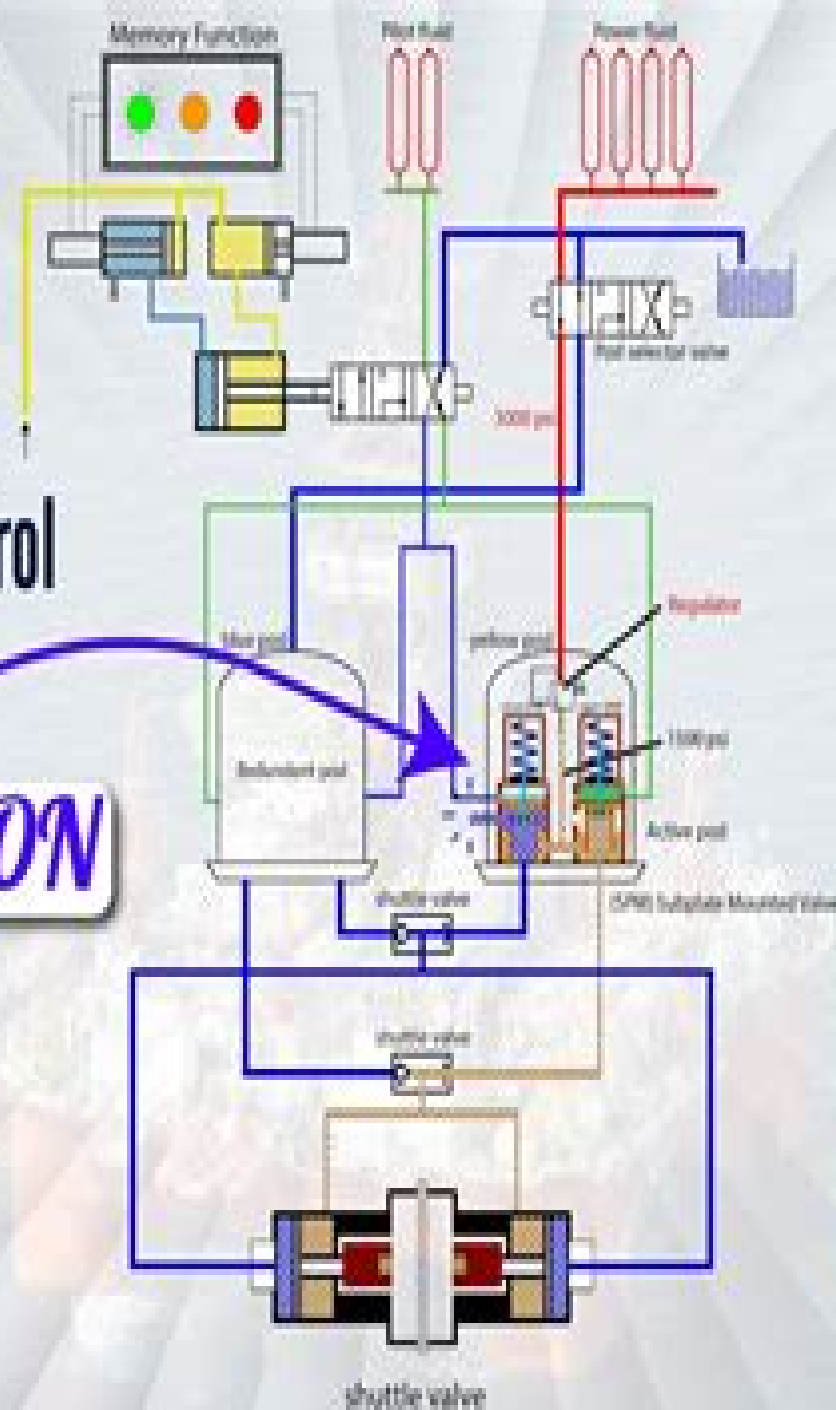 Memory Function
Pilot fluid
Power fluid
Pod selector valve
3000 psi
rol
Regulator
blue pod
yellow pod
1500 psi
Redundant pod
ON
Active pod
shuttle valve
(SPM) Subplate Mounted Valve
shuttle valve
shuttle valve